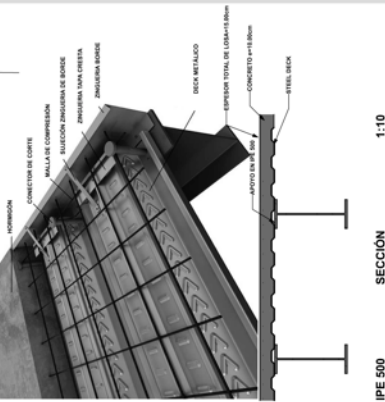 HORMIGÓN
CONECTOR DE CORTE
MALLA DE COMPRESIÓN
SUJECIÓN ZINGUERIA DE BORDE
ZINGUERIA TAPA CRESTA
ZINGUERIA BORDE
DECK METÁLICO
ESPESOR TOTAL DE LOSA=15.00cm
CONCRETO e=10.00cm
STEEL DECK
APOYO EN IPE 500
IPE 500
SECCIÓN
1:10